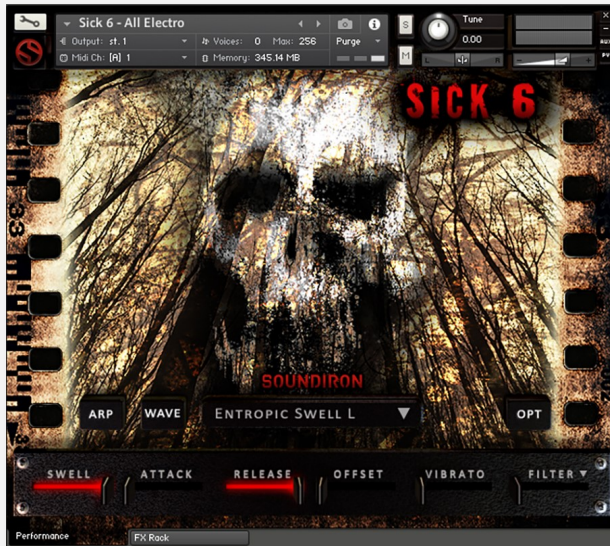 Sick 6 - All Electro
Output: st. 1
Voices: 0 Max: 256
Purge
Midi Ch: [A] 1
Memory: 345.14 MB
S
M
Tune
0.00
L
R
AUX
PV
SICK 6
SOUNDIRON
ARP
WAVE
ENTROPIC SWELL L
OPT
SWELL
ATTACK
RELEASE
OFFSET
VIBRATO
FILTER
Performance
FX Rack